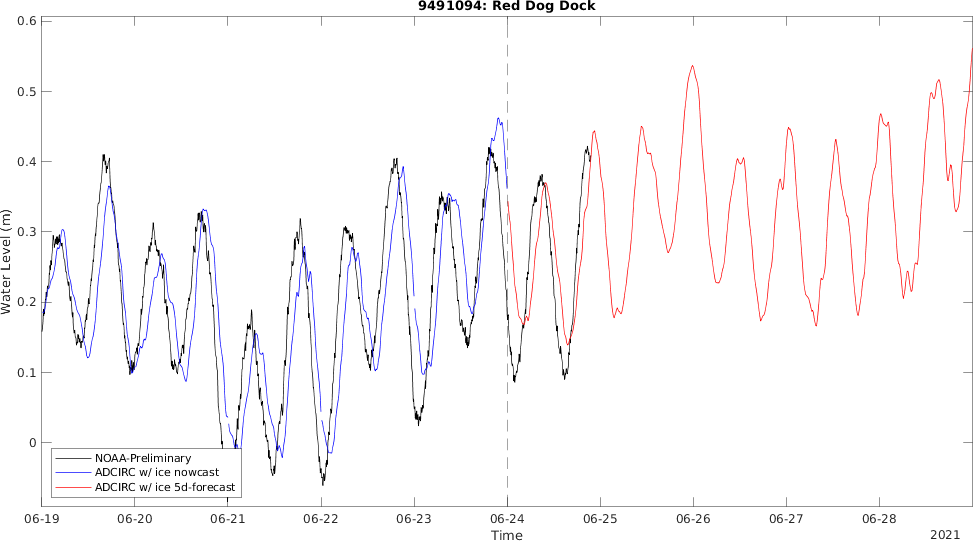 9491094: Red Dog Dock
Water Level (m)
0.6
0.5
0.4
0.3
0.2
0.1
0
NOAA-Preliminary
ADCIRC w/ ice nowcast
ADCIRC w/ ice 5d-forecast
06-19 06-20 06-21 06-22 06-23 06-24 06-25 06-26 06-27 06-28
Time
2021